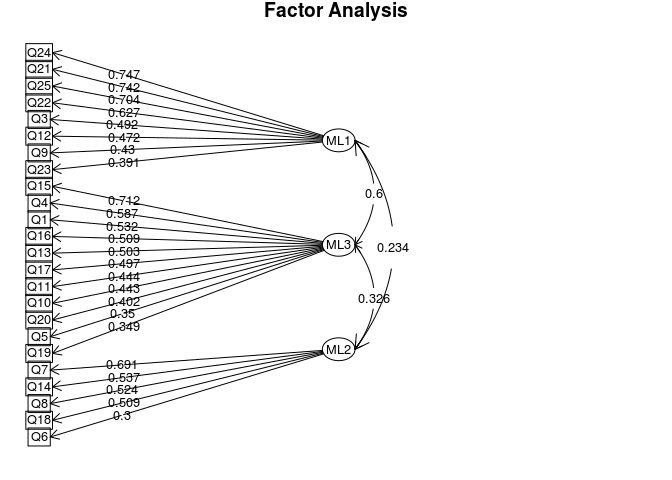 Factor Analysis
Q24
Q21
Q25
Q22
Q3
Q12
Q9
Q23
Q15
Q4
Q1
Q16
Q13
Q17
Q11
Q10
Q20
Q5
Q19
Q7
Q14
Q8
Q18
Q6
0.747
0.742
0.704
0.627
0.492
0.472
0.43
0.391
0.712
0.587
0.532
0.509
0.503
0.497
0.444
0.443
0.402
0.35
0.349
0.691
0.537
0.524
0.509
0.3
ML1
ML3
ML2
0.6
0.234
0.326